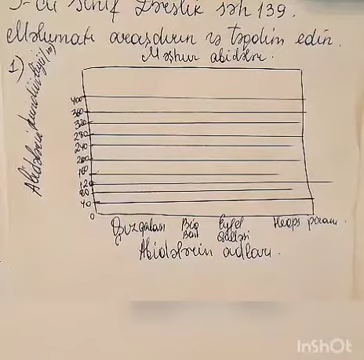 5-ci sinif Dərslik səh 139.
Məlumatı araşdırın və təqdim edin.
1)
Məşhur abidələr.
400
360
320
280
240
200
160
120
80
40
0
Qız qalası Biq Ben Eyfel qülləsi Heops piram.
Abidələrin adları.
InShOt